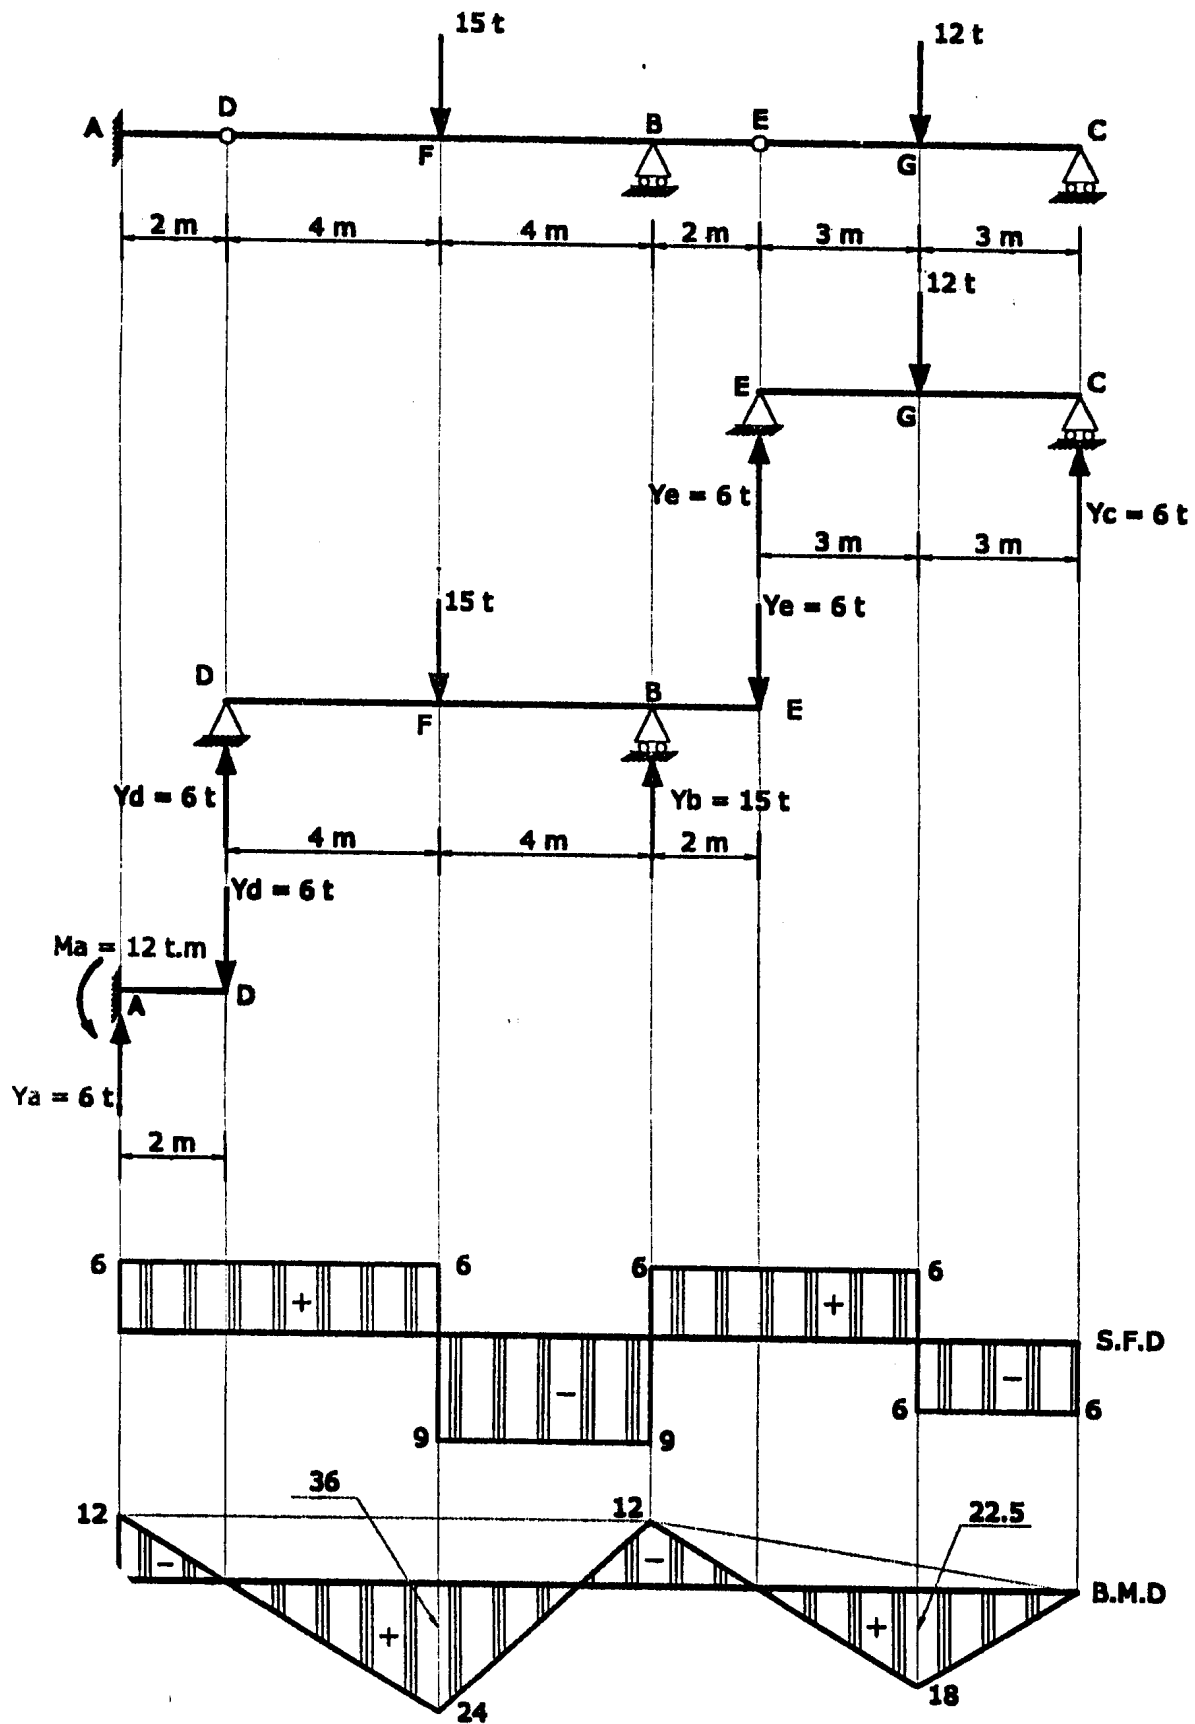 15 t
12 t
A D F B E G C
2 m 4 m 4 m 2 m 3 m 3 m
12 t
E G C
Ye = 6 t
Yc = 6 t
3 m 3 m
15 t
Ye = 6 t
D F B E
Yd = 6 t
Yb = 15 t
4 m 4 m 2 m
Yd = 6 t
Ma = 12 t.m
A D
Ya = 6 t
2 m
6 6 6 6
+ +
S.F.D
− −
6 6
9 9
36
12 12 22.5
− −
B.M.D
+ +
18
24